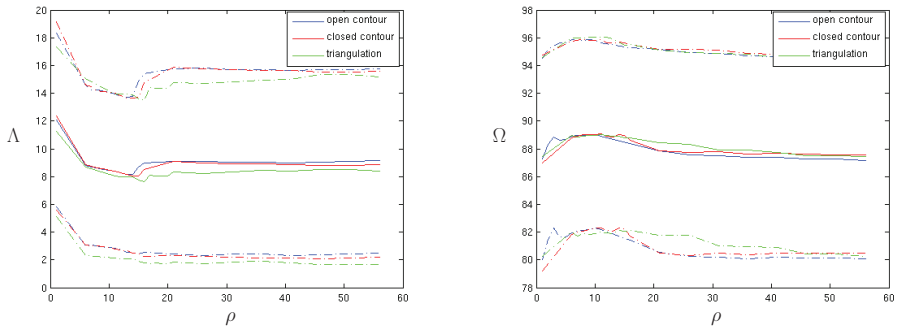 20
18
16
14
12
10
8
6
4
2
0
Λ
0 10 20 30 40 50 60
ρ
open contour
closed contour
triangulation
98
96
94
92
90
88
86
84
82
80
78
Ω
0 10 20 30 40 50 60
ρ
open contour
closed contour
triangulation